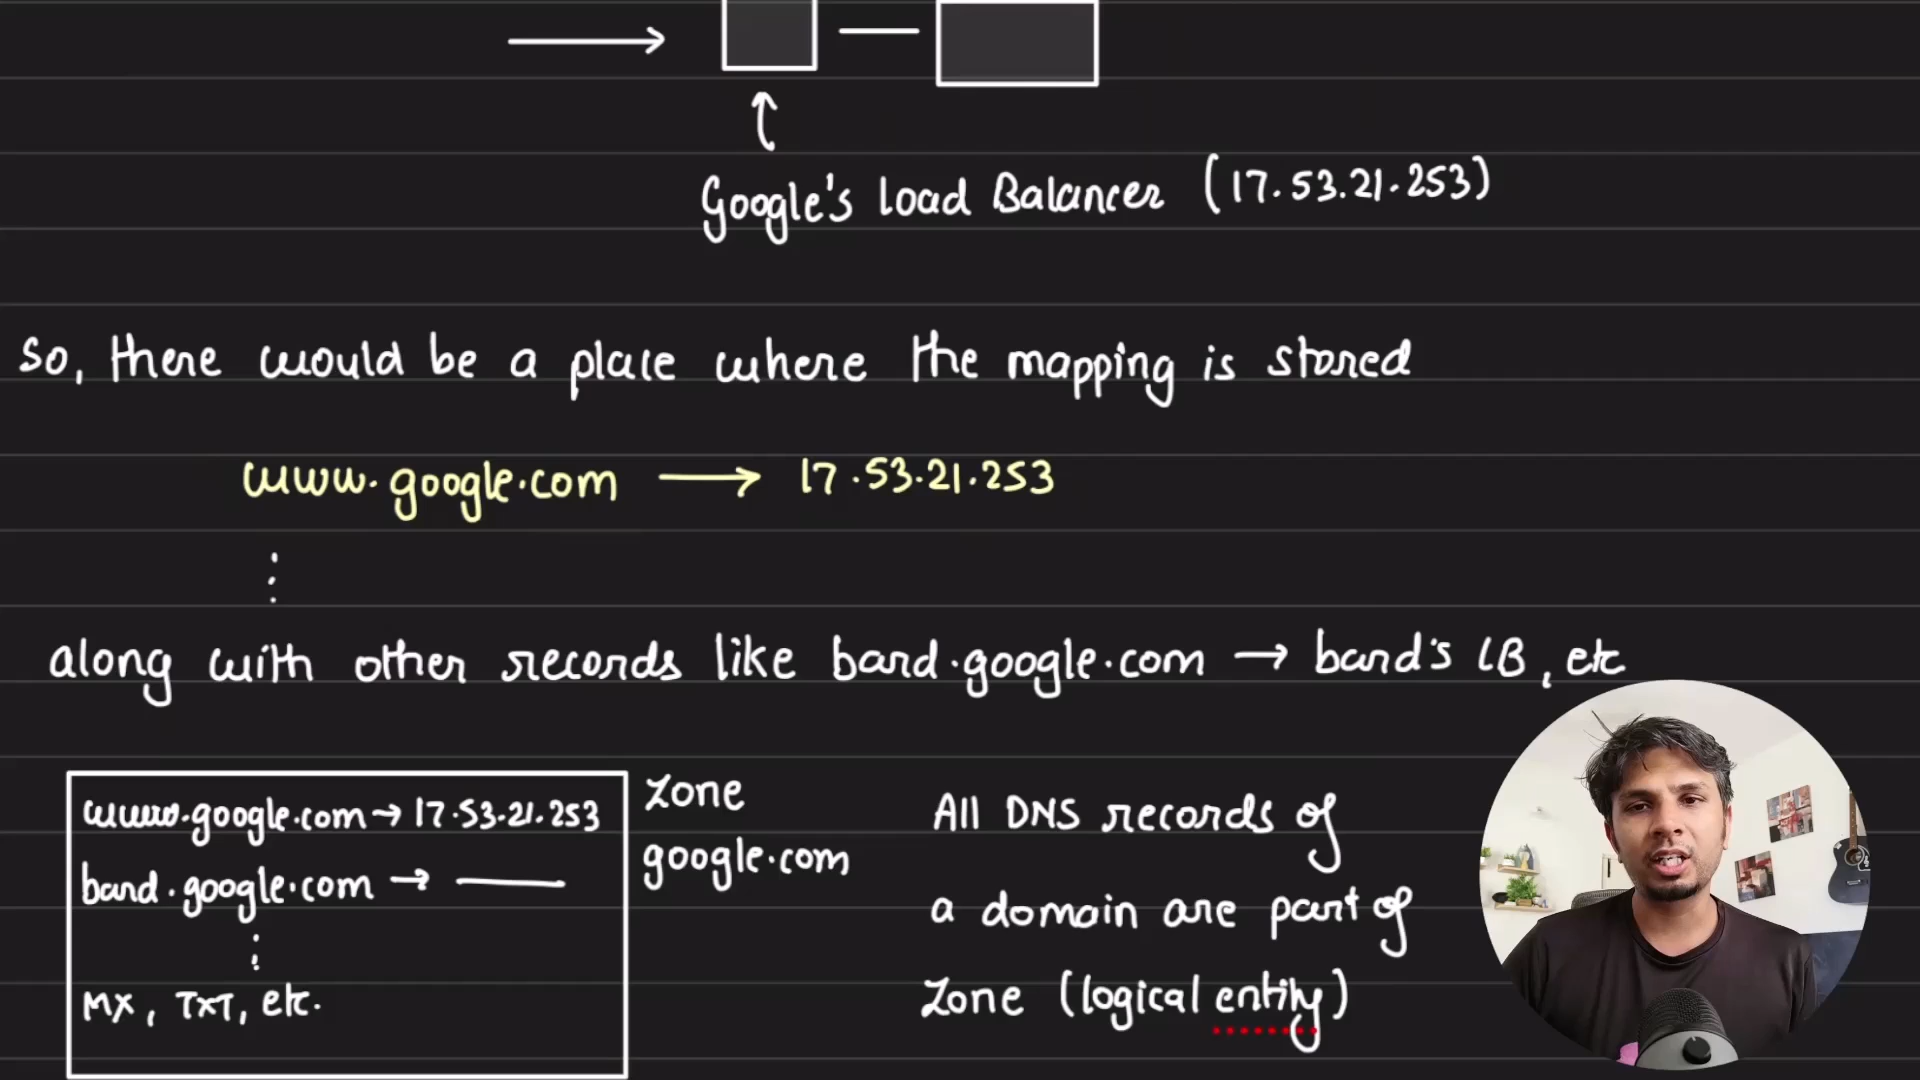 Google's Load Balancer (17.53.21.253)
So, there would be a place where the mapping is stored
www.google.com → 17.53.21.253
⋮
along with other records like bard.google.com → bard's LB, etc
www.google.com → 17.53.21.253
bard.google.com → ——
⋮
MX, TXT, etc.
Zone
google.com
All DNS records of
a domain are part of
Zone (logical entity)